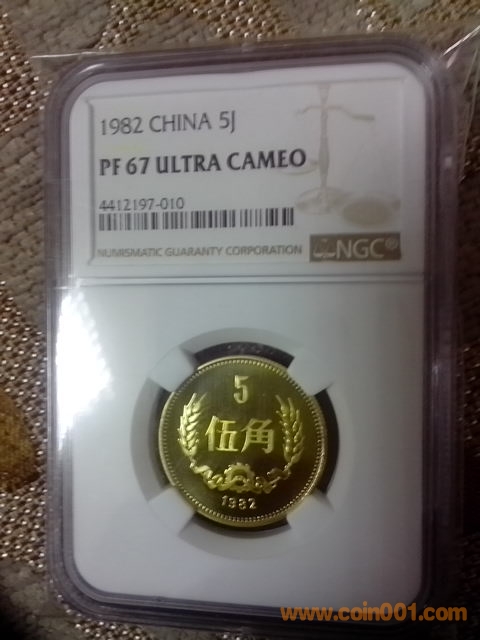 1982 CHINA 5J
PF 67 ULTRA CAMEO
4412197-010
NUMISMATIC GUARANTY CORPORATION
NGC®
5
伍角
1982
www.coin001.com